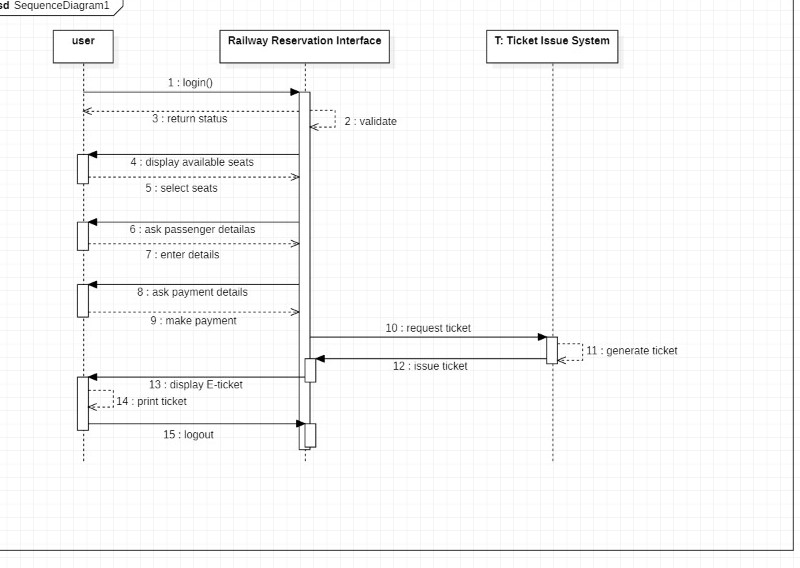 sd SequenceDiagram1
user
Railway Reservation Interface
T: Ticket Issue System
1 : login()
3 : return status
2 : validate
4 : display available seats
5 : select seats
6 : ask passenger detailas
7 : enter details
8 : ask payment details
9 : make payment
10 : request ticket
11 : generate ticket
12 : issue ticket
13 : display E-ticket
14 : print ticket
15 : logout